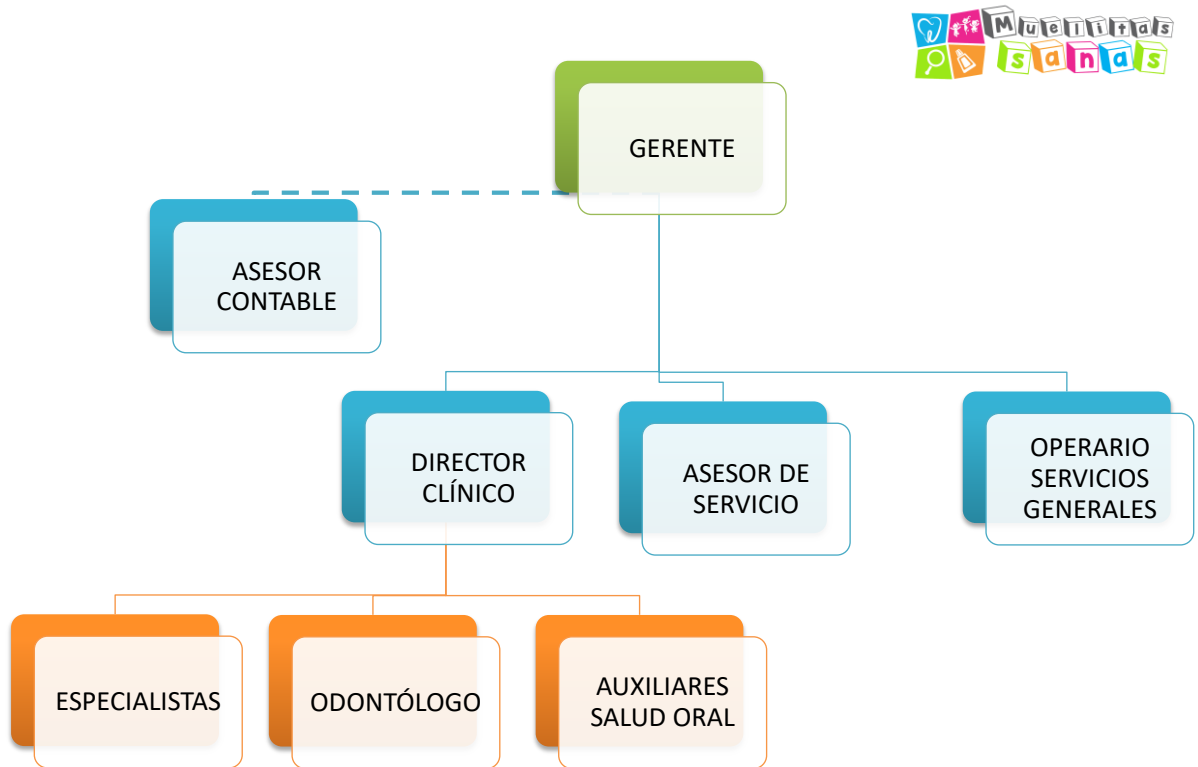 Muelitas
sanas
GERENTE
ASESOR
CONTABLE
DIRECTOR
CLÍNICO
ASESOR DE
SERVICIO
OPERARIO
SERVICIOS
GENERALES
ESPECIALISTAS
ODONTÓLOGO
AUXILIARES
SALUD ORAL